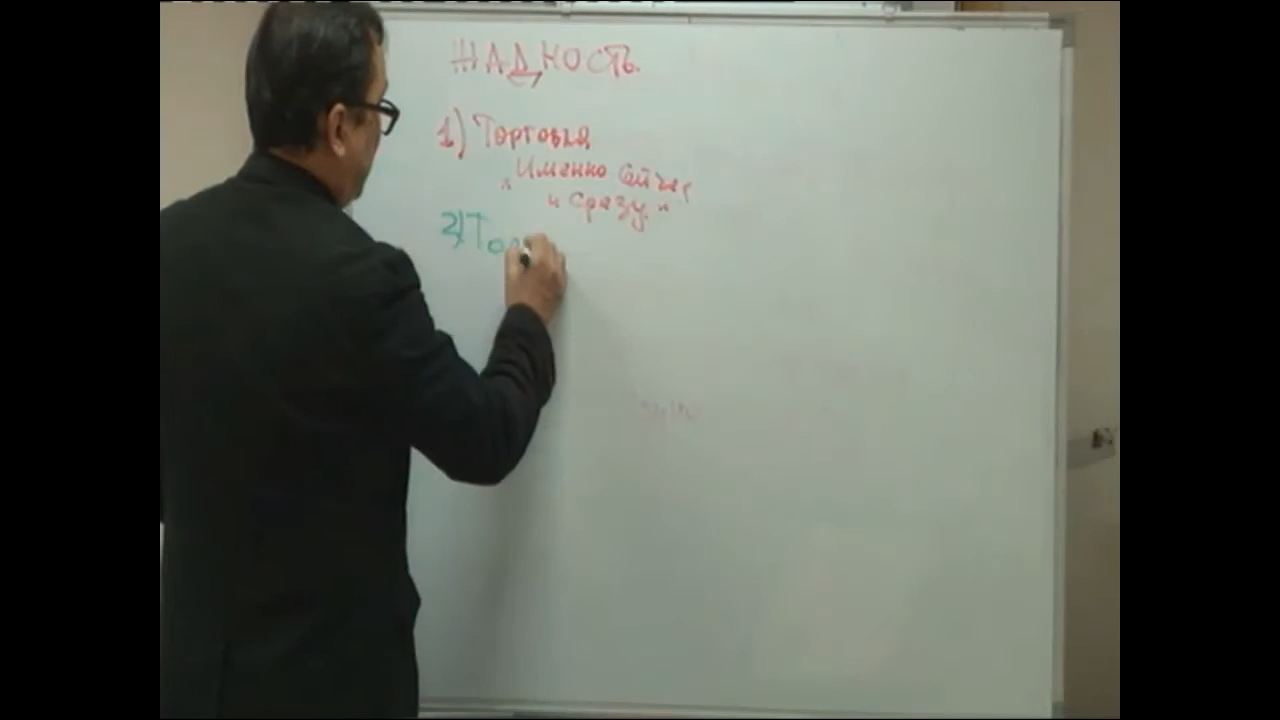 ЖАДНОСТЬ.
1) Торговля
"Именно сейчас
и сразу."
2) То